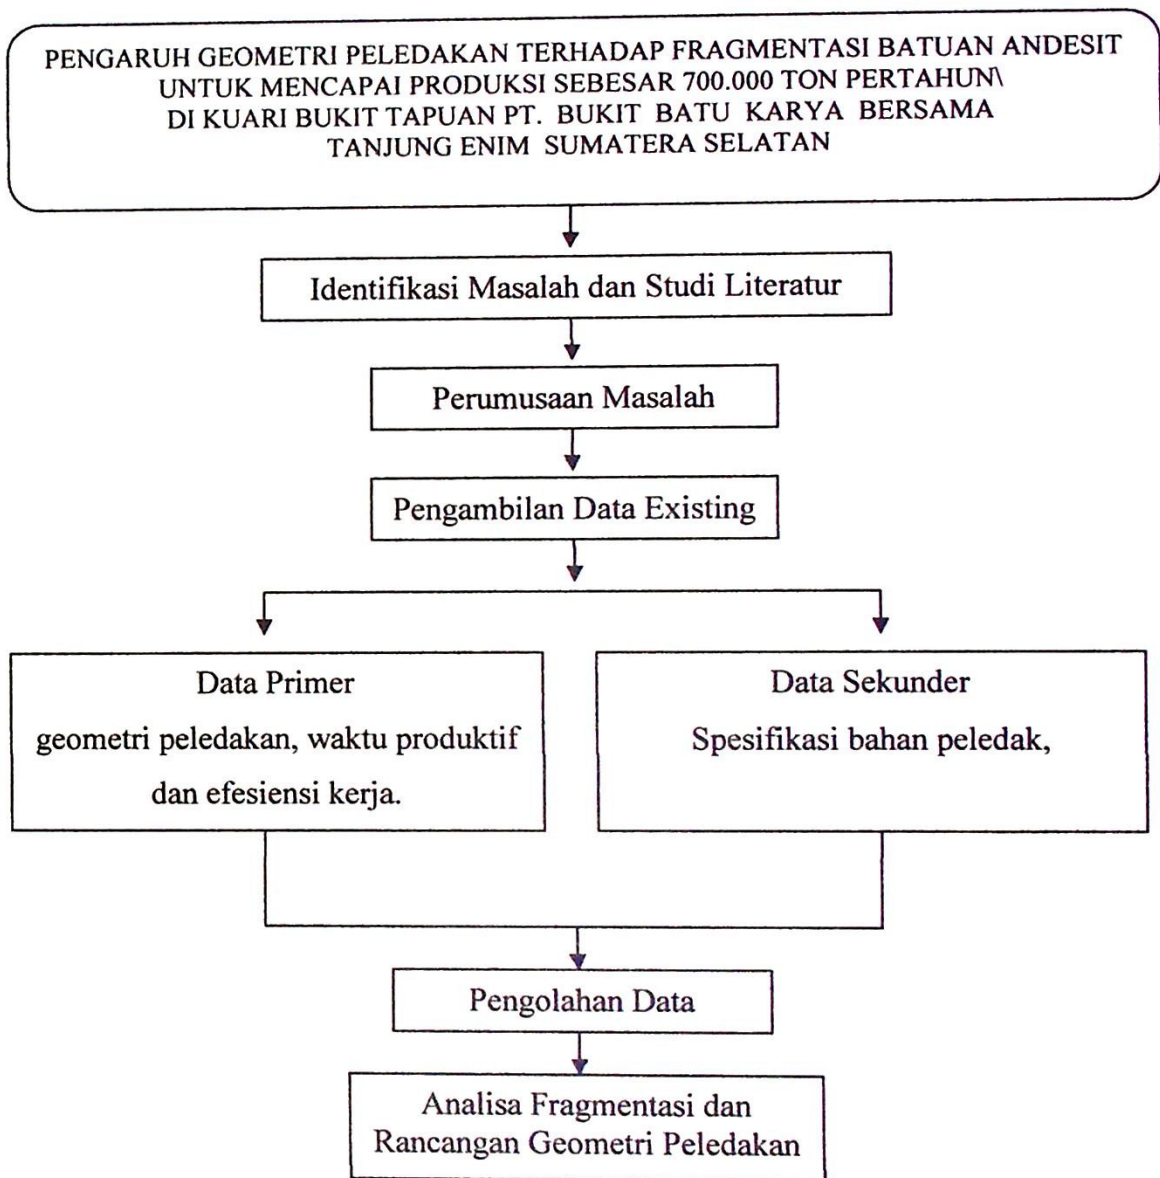 PENGARUH GEOMETRI PELEDAKAN TERHADAP FRAGMENTASI BATUAN ANDESIT
UNTUK MENCAPAI PRODUKSI SEBESAR 700.000 TON PERTAHUN\
DI KUARI BUKIT TAPUAN PT. BUKIT BATU KARYA BERSAMA
TANJUNG ENIM SUMATERA SELATAN
Identifikasi Masalah dan Studi Literatur
Perumusaan Masalah
Pengambilan Data Existing
Data Primer
geometri peledakan, waktu produktif
dan efesiensi kerja.
Data Sekunder
Spesifikasi bahan peledak,
Pengolahan Data
Analisa Fragmentasi dan
Rancangan Geometri Peledakan